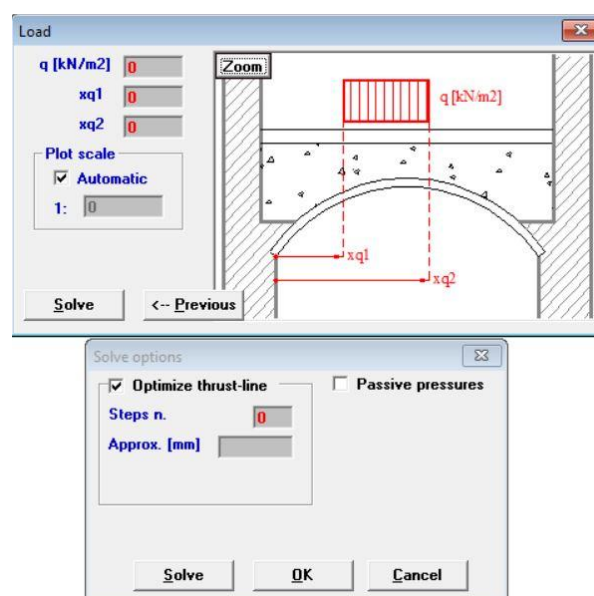 Load
q [kN/m2] 0
xq1 0
xq2 0
Plot scale
Automatic
1: 0
Solve
<-- Previous
Zoom
q [kN/m2]
xq1
xq2
Solve options
Optimize thrust-line
Steps n. 0
Approx. [mm]
Passive pressures
Solve
OK
Cancel